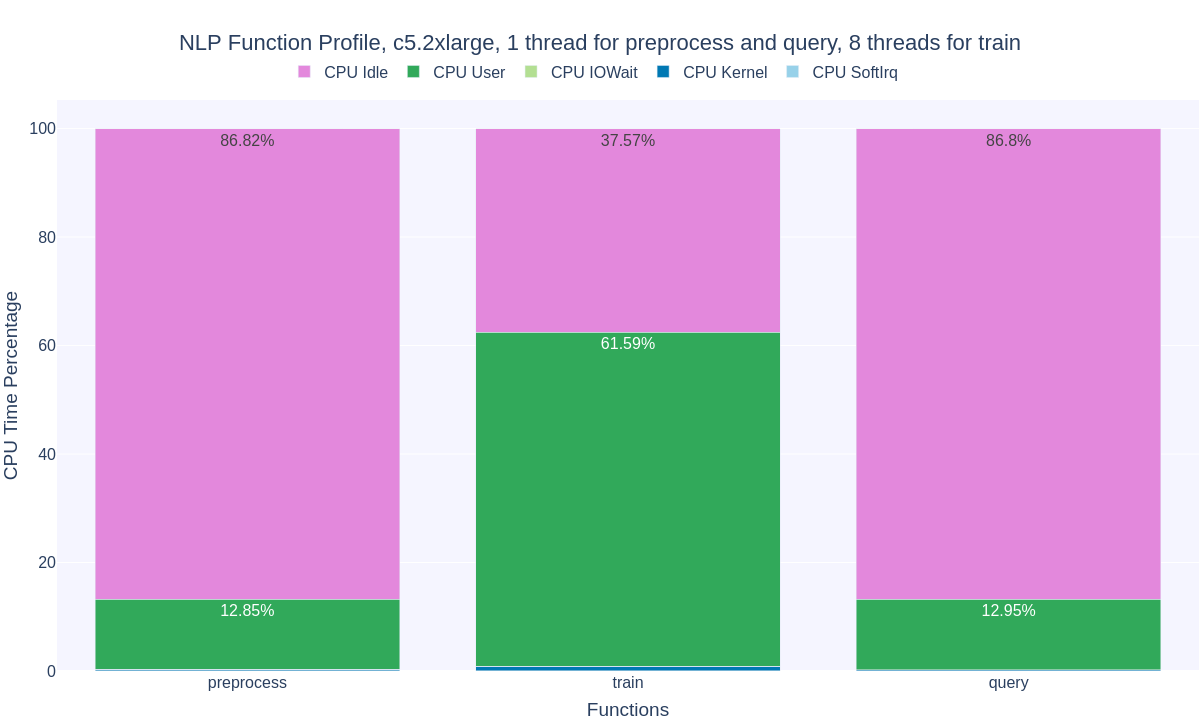 NLP Function Profile, c5.2xlarge, 1 thread for preprocess and query, 8 threads for train
CPU Idle CPU User CPU IOWait CPU Kernel CPU SoftIrq
CPU Time Percentage
100
80
60
40
20
0
86.82%
37.57%
86.8%
61.59%
12.85%
12.95%
preprocess train query
Functions